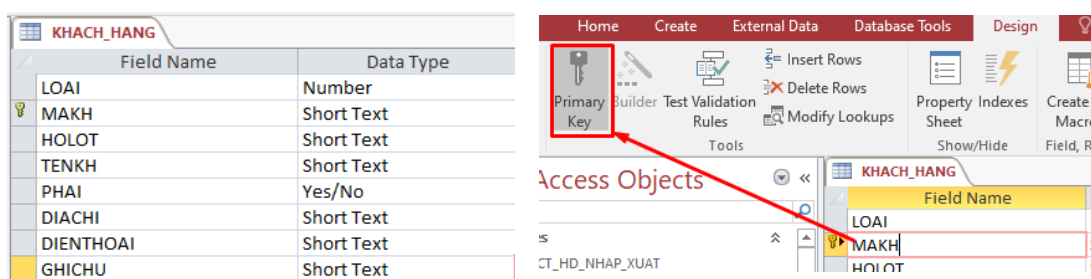 KHACH_HANG
Field Name Data Type
LOAI Number
MAKH Short Text
HOLOT Short Text
TENKH Short Text
PHAI Yes/No
DIACHI Short Text
DIENTHOAI Short Text
GHICHU Short Text
Home Create External Data Database Tools Design
Primary Key
Builder
Test Validation Rules
Insert Rows
Delete Rows
Modify Lookups
Property Sheet
Indexes
Create
Tools Show/Hide Field, R
Access Objects
KHACH_HANG
Field Name
LOAI
MAKH
HOLOT
CT_HD_NHAP_XUAT